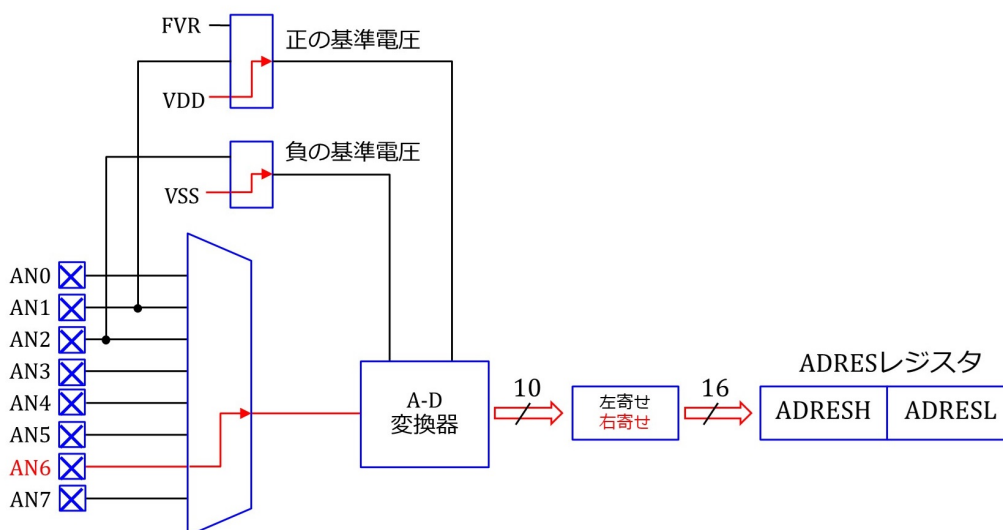 FVR
正の基準電圧
VDD
負の基準電圧
VSS
AN0
AN1
AN2
AN3
AN4
AN5
AN6
AN7
A-D
変換器
10
左寄せ
右寄せ
16
ADRESレジスタ
ADRESH
ADRESL